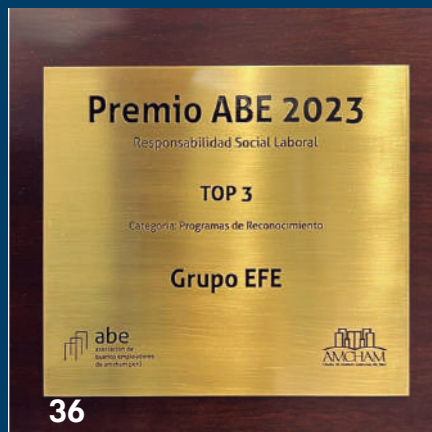 Premio ABE 2023
Responsabilidad Social Laboral
TOP 3
Categoría: Programas de Reconocimiento
Grupo EFE
abe
asociación de
buenos empleadores
de amcham perú
AMCHAM
36